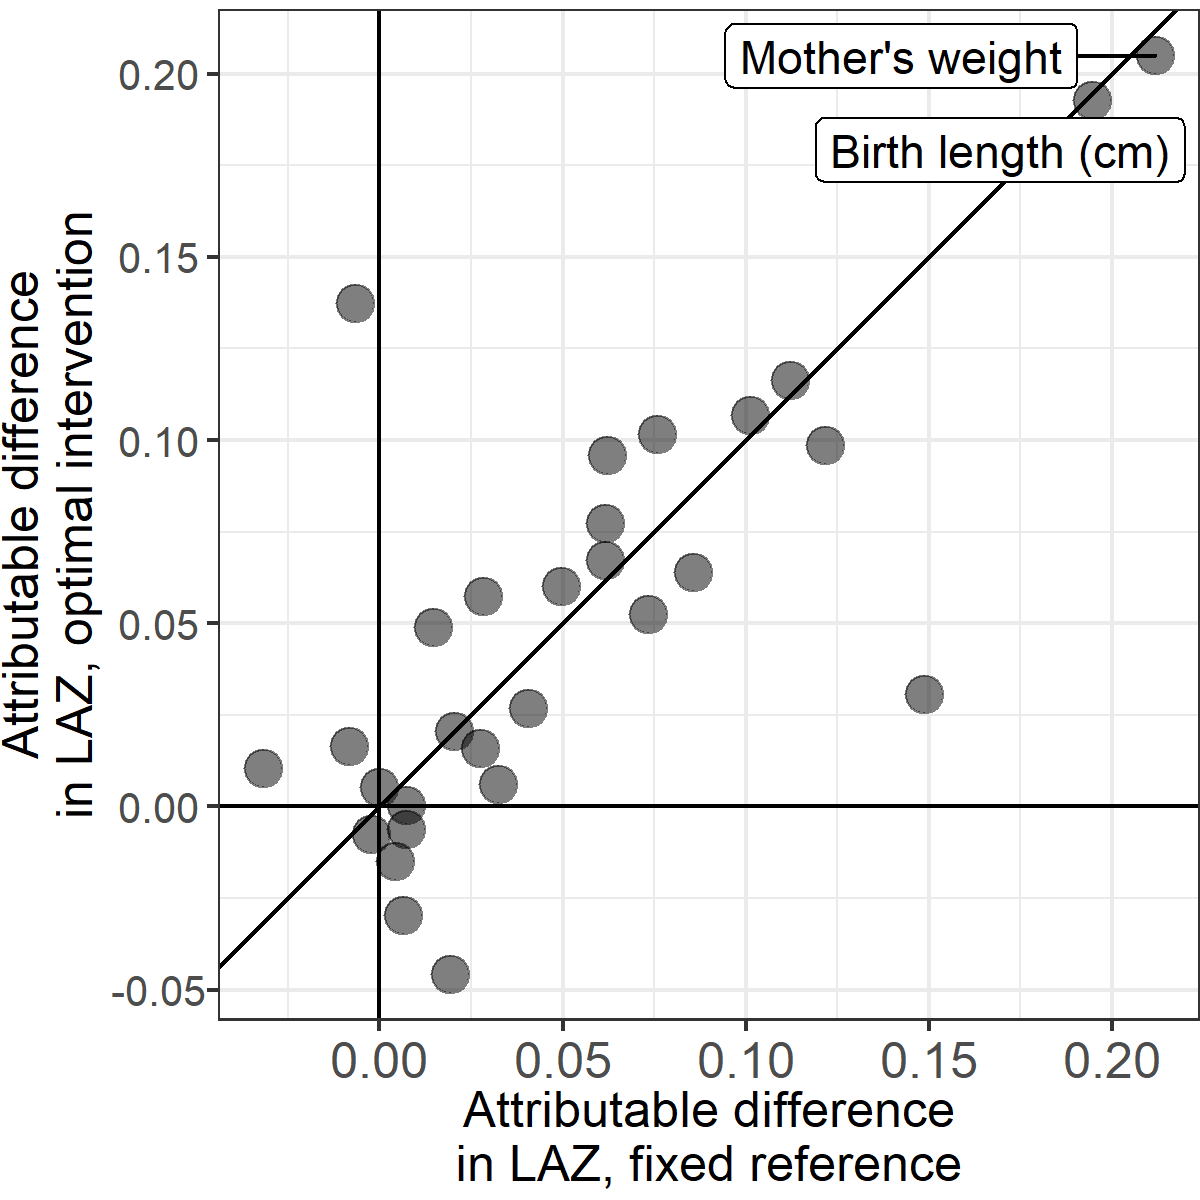 Mother's weight
Birth length (cm)
0.20
0.15
0.10
0.05
0.00
-0.05
Attributable difference
in LAZ, optimal intervention
0.00 0.05 0.10 0.15 0.20
Attributable difference
in LAZ, fixed reference